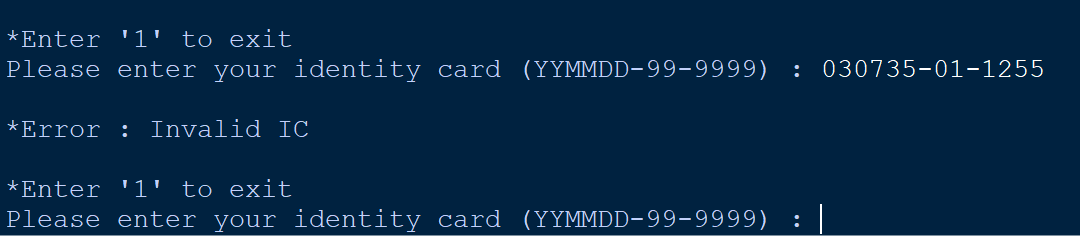 *Enter '1' to exit
Please enter your identity card (YYMMDD-99-9999) : 030735-01-1255
*Error : Invalid IC
*Enter '1' to exit
Please enter your identity card (YYMMDD-99-9999) :